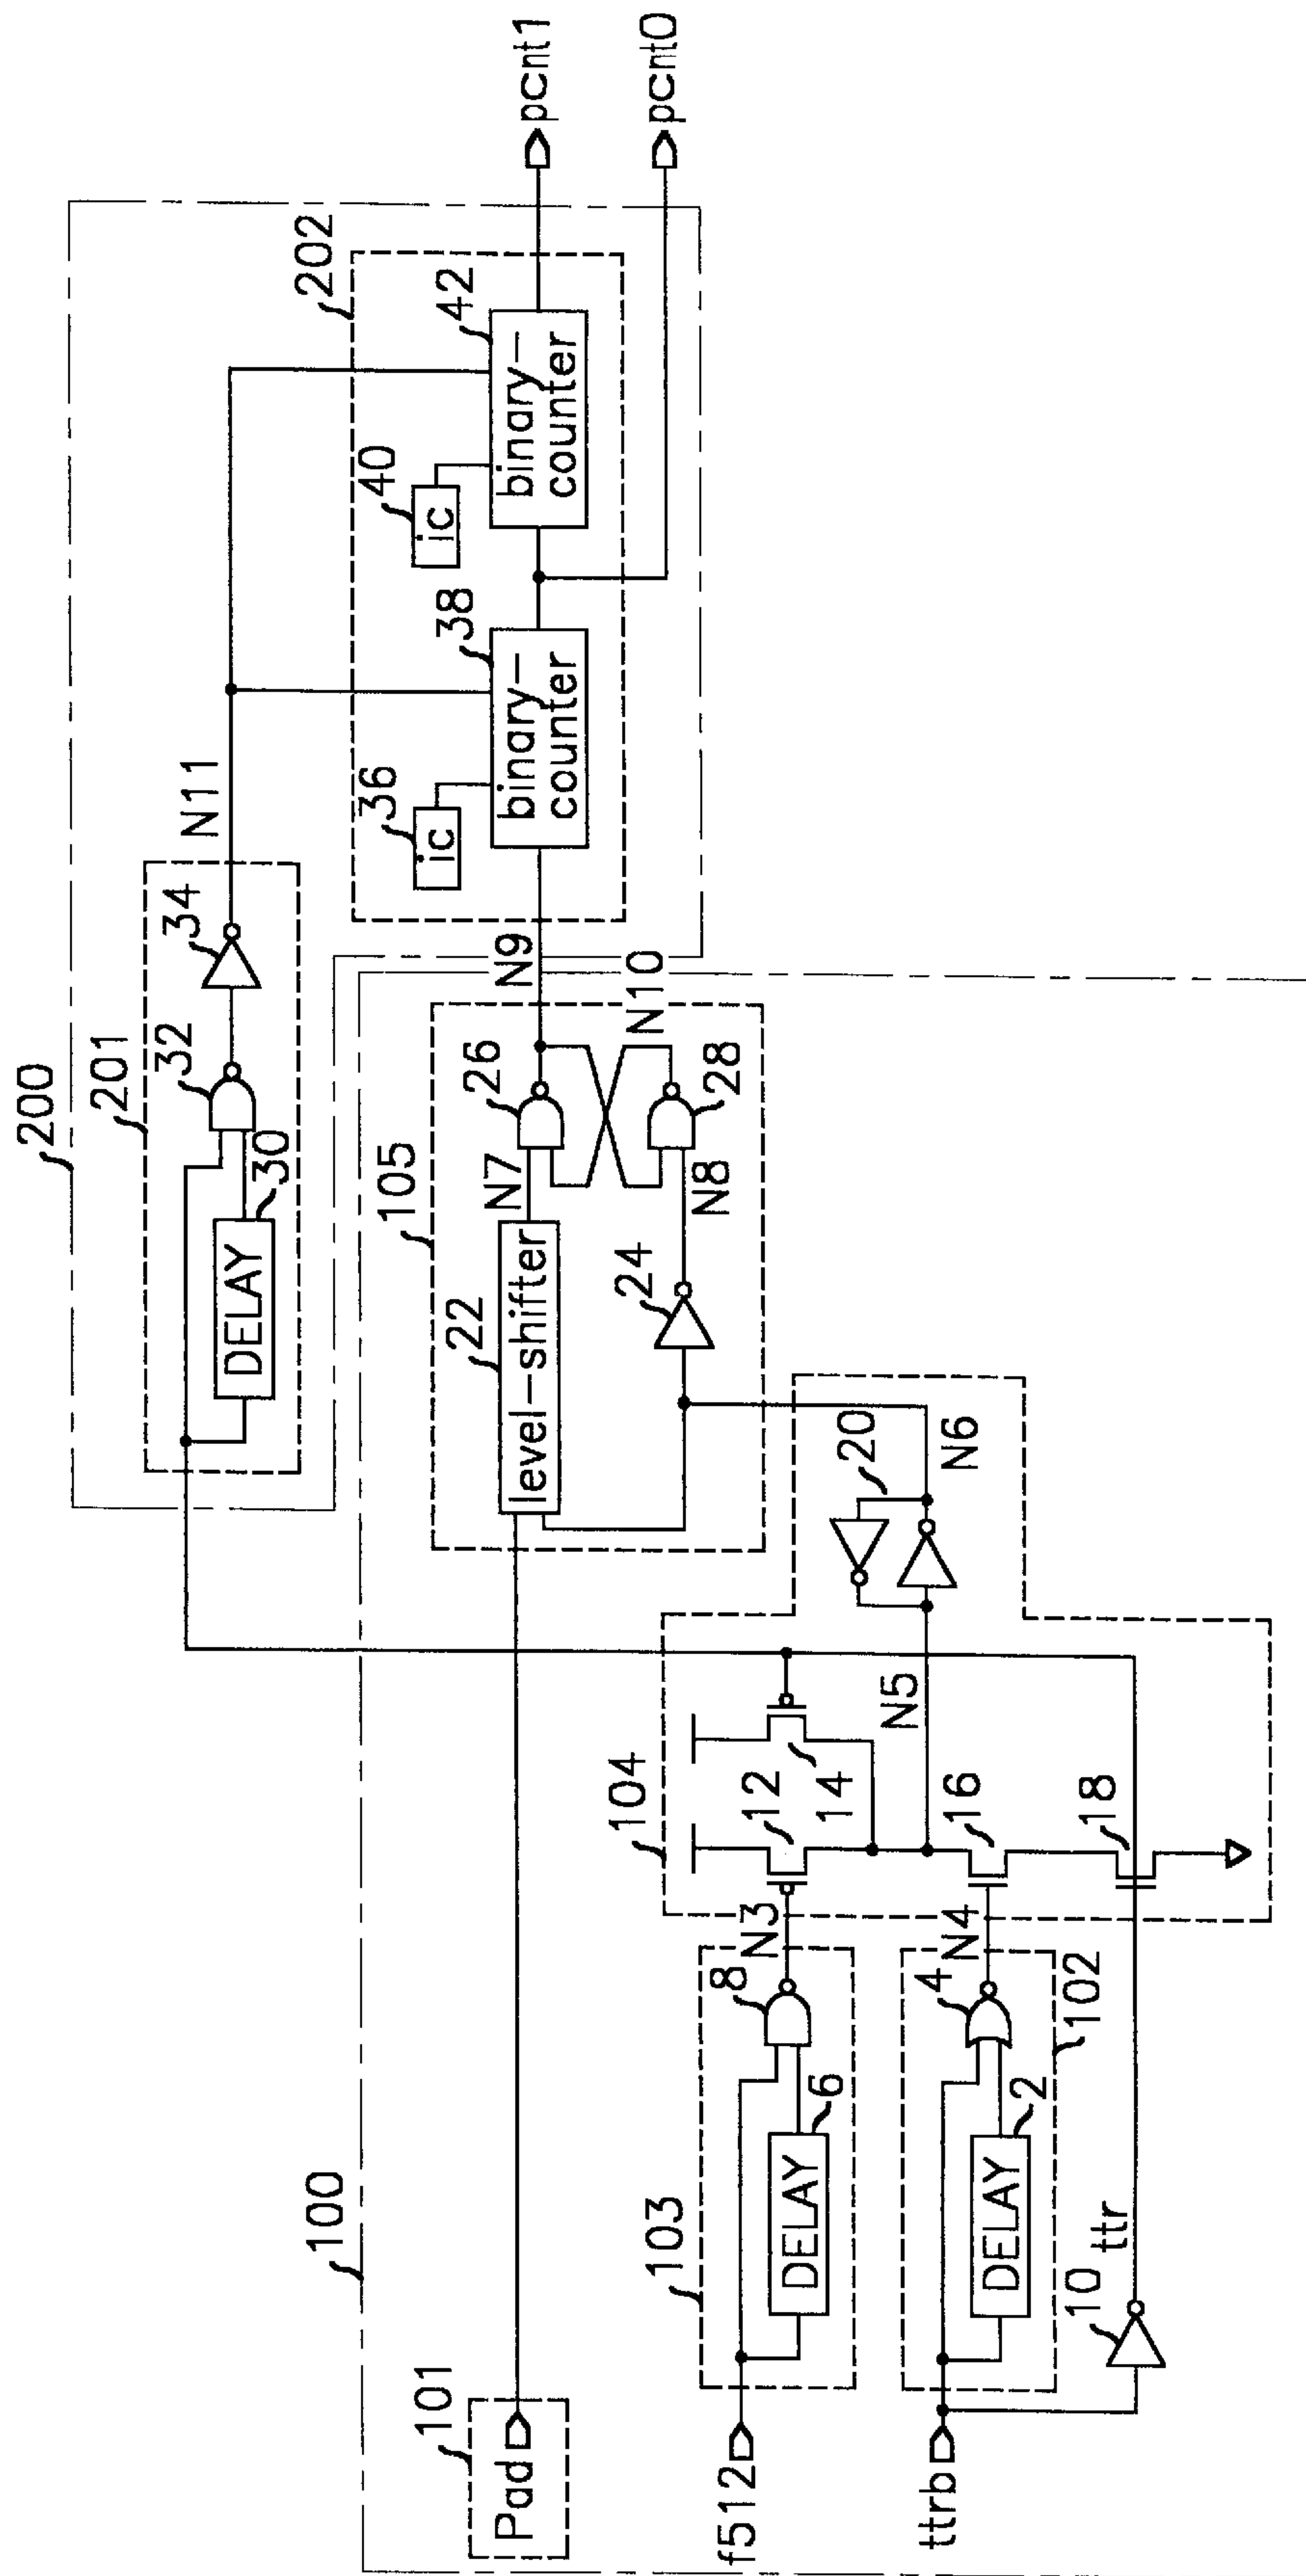 100
200
101
Pad
103
f512
DELAY
6
8
N3
102
ttrb
DELAY
2
4
N4
10
ttr
104
12
14
16
18
N5
20
N6
105
22
level-shifter
24
N7
N8
26
28
N9
N10
201
DELAY
30
32
34
N11
202
36
ic
38
binary-
counter
40
ic
42
binary-
counter
pcnt1
pcnt0